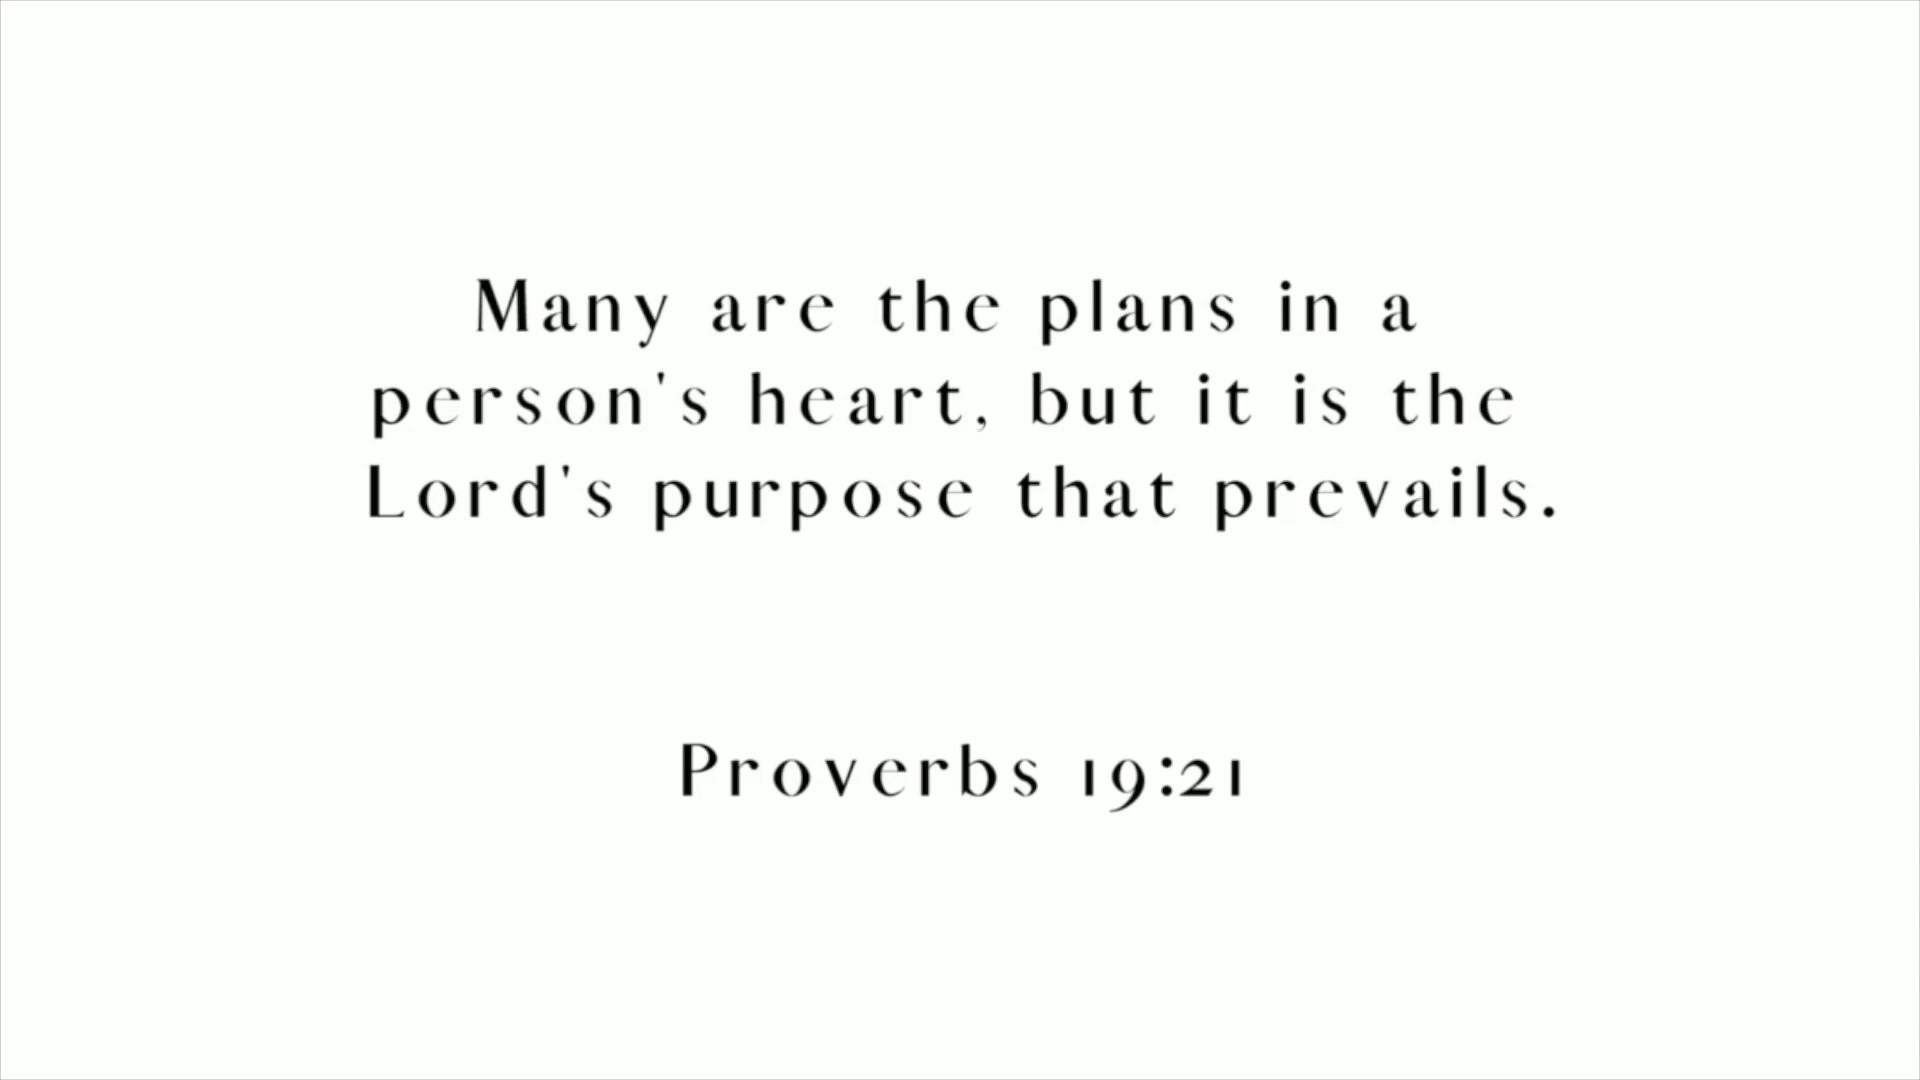 Many are the plans in a
person's heart, but it is the
Lord's purpose that prevails.
Proverbs 19:21